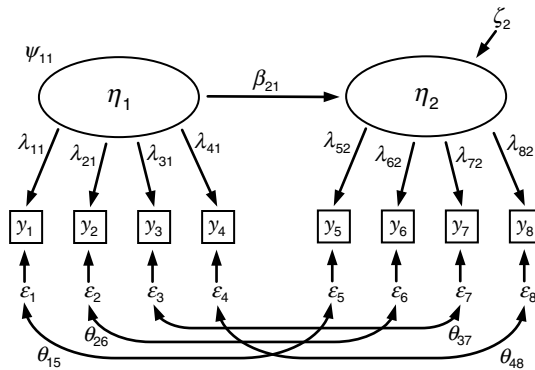 ζ₂
ψ₁₁
η₁ β₂₁ η₂
λ₁₁ λ₂₁ λ₃₁ λ₄₁ λ₅₂ λ₆₂ λ₇₂ λ₈₂
y₁ y₂ y₃ y₄ y₅ y₆ y₇ y₈
ε₁ ε₂ ε₃ ε₄ ε₅ ε₆ ε₇ ε₈
θ₁₅ θ₂₆ θ₃₇ θ₄₈